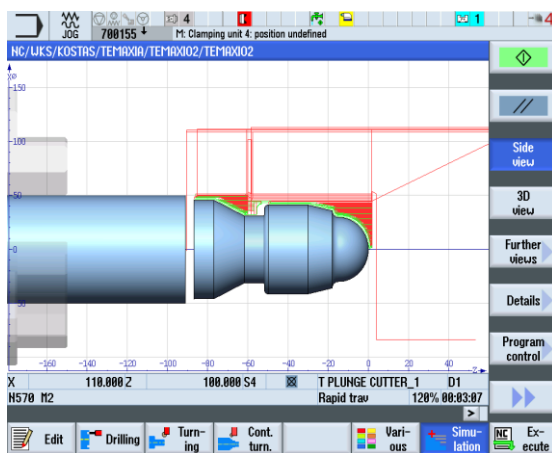 4 1 4
JOG 700155 M: Clamping unit 4: position undefined
NC/WKS/KOSTAS/TEMAXIA/TEMAXIO2/TEMAXIO2
150
100
50
0
50
-160 -140 -120 -100 -80 -60 -40 -20 0 20 40
X 110.000 Z 100.000 S4 T PLUNGE CUTTER_1 D1
N570 M2 Rapid trav 120% 00:03:07
>
Side
view
3D
view
Further
views
Details
Program
control
Edit
Drilling
Turn-
ing
Cont.
turn.
Vari-
ous
Simu-
lation
NC
Ex-
ecute